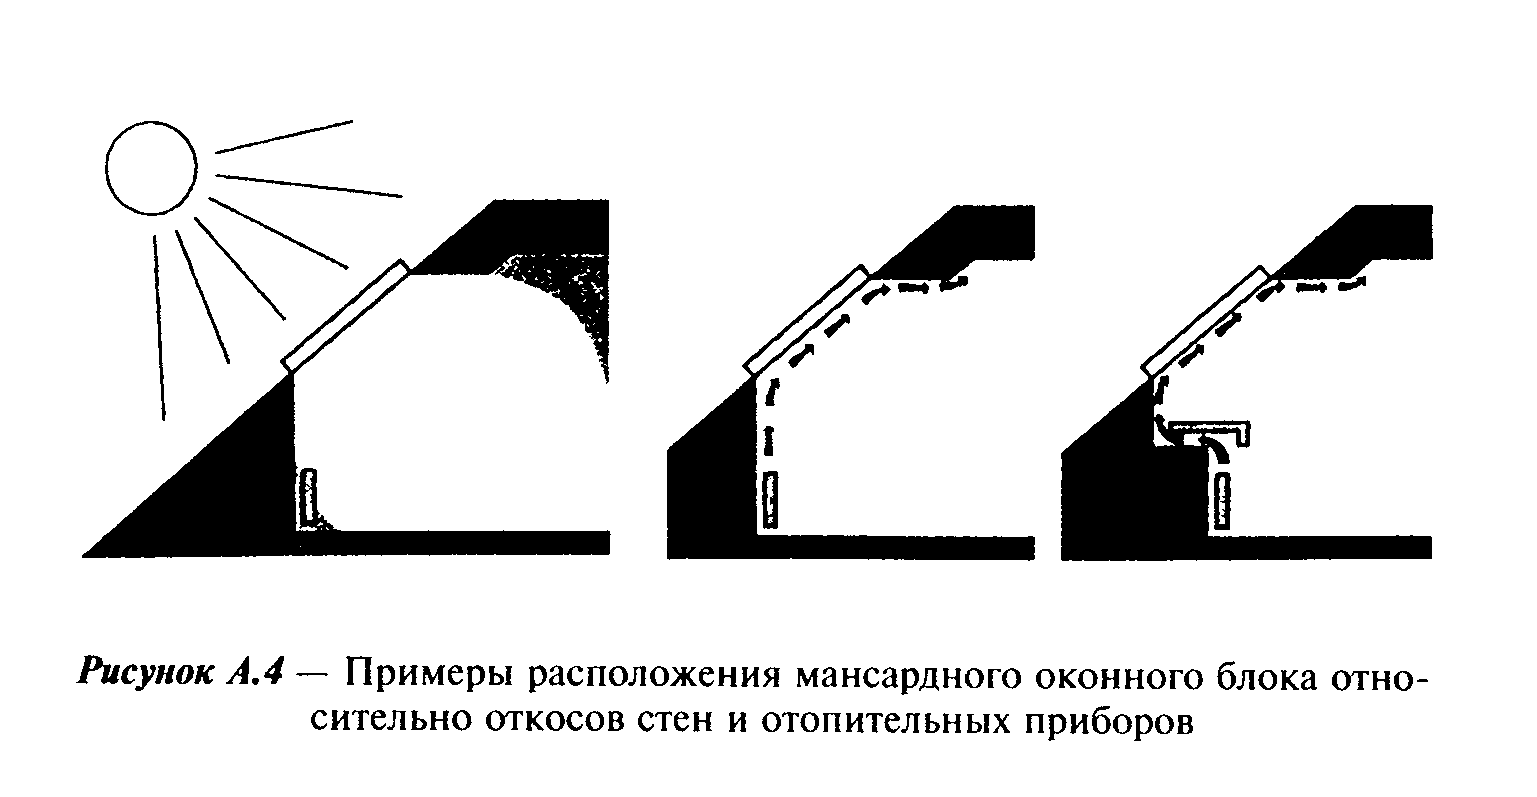 Рисунок А.4 — Примеры расположения мансардного оконного блока отно-
сительно откосов стен и отопительных приборов